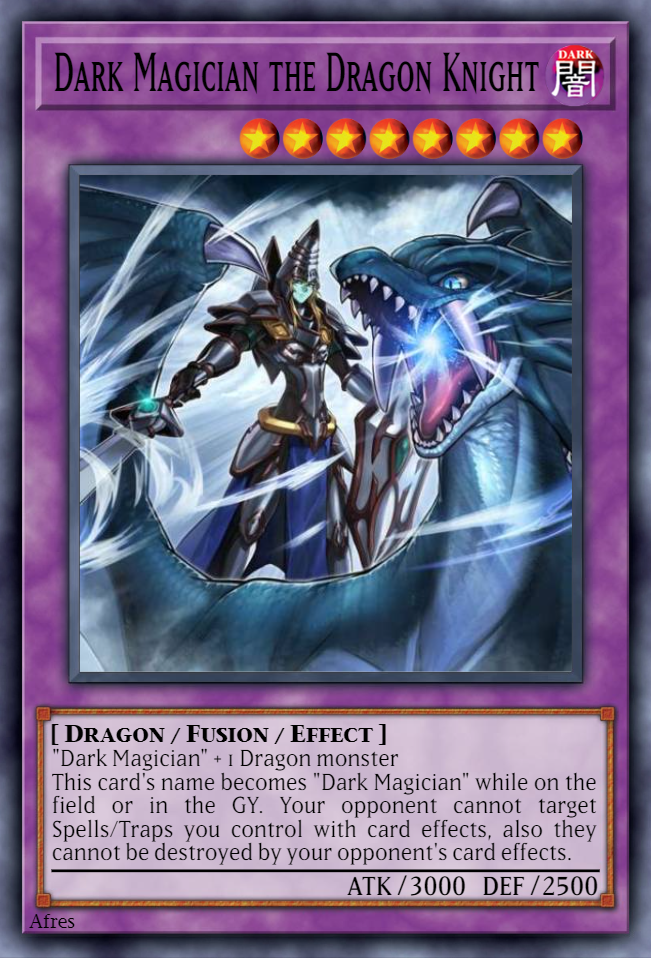 Dark Magician the Dragon Knight
DARK
闇
[ Dragon / Fusion / Effect ]
"Dark Magician" + 1 Dragon monster
This card's name becomes "Dark Magician" while on the
field or in the GY. Your opponent cannot target
Spells/Traps you control with card effects, also they
cannot be destroyed by your opponent's card effects.
ATK/3000 DEF/2500
Afres